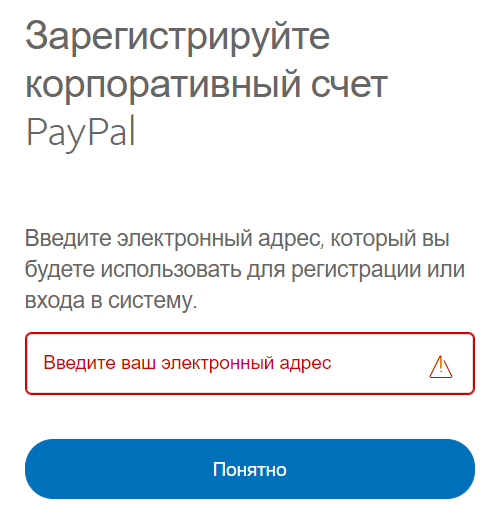 Зарегистрируйте
корпоративный счет
PayPal
Введите электронный адрес, который вы
будете использовать для регистрации или
входа в систему.
Введите ваш электронный адрес
Понятно